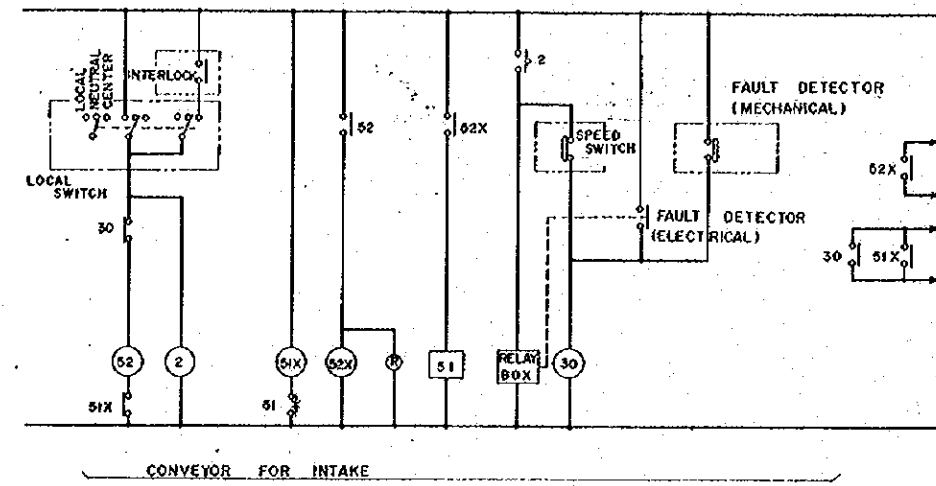 LOCAL
NEUTRAL
CENTER
INTERLOCK
LOCAL
SWITCH
30
52
2
51X
51X
51
52
52X
R
52X
51
2
SPEED
SWITCH
RELAY
BOX
30
FAULT DETECTOR
(MECHANICAL)
FAULT DETECTOR
(ELECTRICAL)
52X
30
51X
CONVEYOR FOR INTAKE